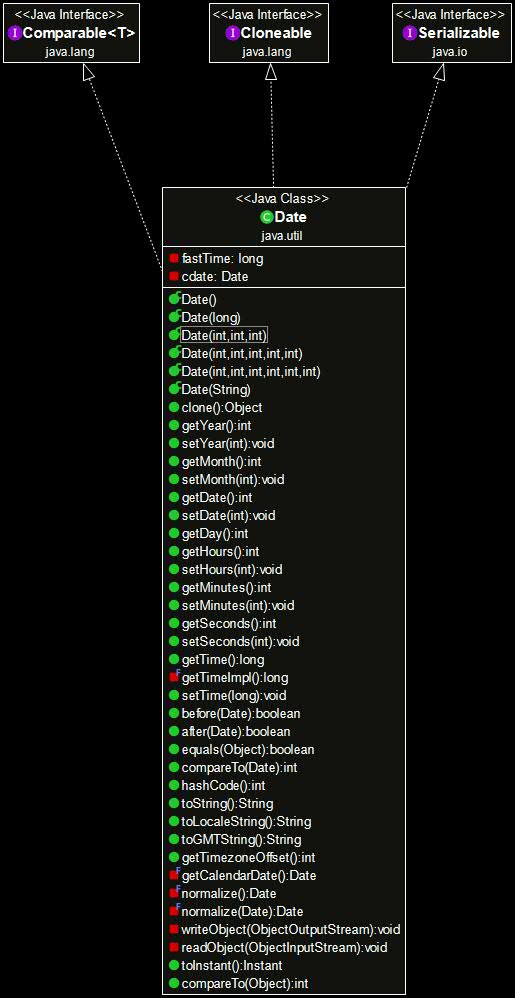 <<Java Interface>>
I Comparable<T>
java.lang
<<Java Interface>>
I Cloneable
java.lang
<<Java Interface>>
I Serializable
java.io
<<Java Class>>
C Date
java.util
fastTime: long
cdate: Date
C Date()
C Date(long)
C Date(int,int,int)
C Date(int,int,int,int,int)
C Date(int,int,int,int,int,int)
C Date(String)
clone():Object
getYear():int
setYear(int):void
getMonth():int
setMonth(int):void
getDate():int
setDate(int):void
getDay():int
getHours():int
setHours(int):void
getMinutes():int
setMinutes(int):void
getSeconds():int
setSeconds(int):void
getTime():long
F getTimeImpl():long
setTime(long):void
before(Date):boolean
after(Date):boolean
equals(Object):boolean
compareTo(Date):int
hashCode():int
toString():String
toLocaleString():String
toGMTString():String
getTimezoneOffset():int
F getCalendarDate():Date
F normalize():Date
F normalize(Date):Date
writeObject(ObjectOutputStream):void
readObject(ObjectInputStream):void
toInstant():Instant
compareTo(Object):int